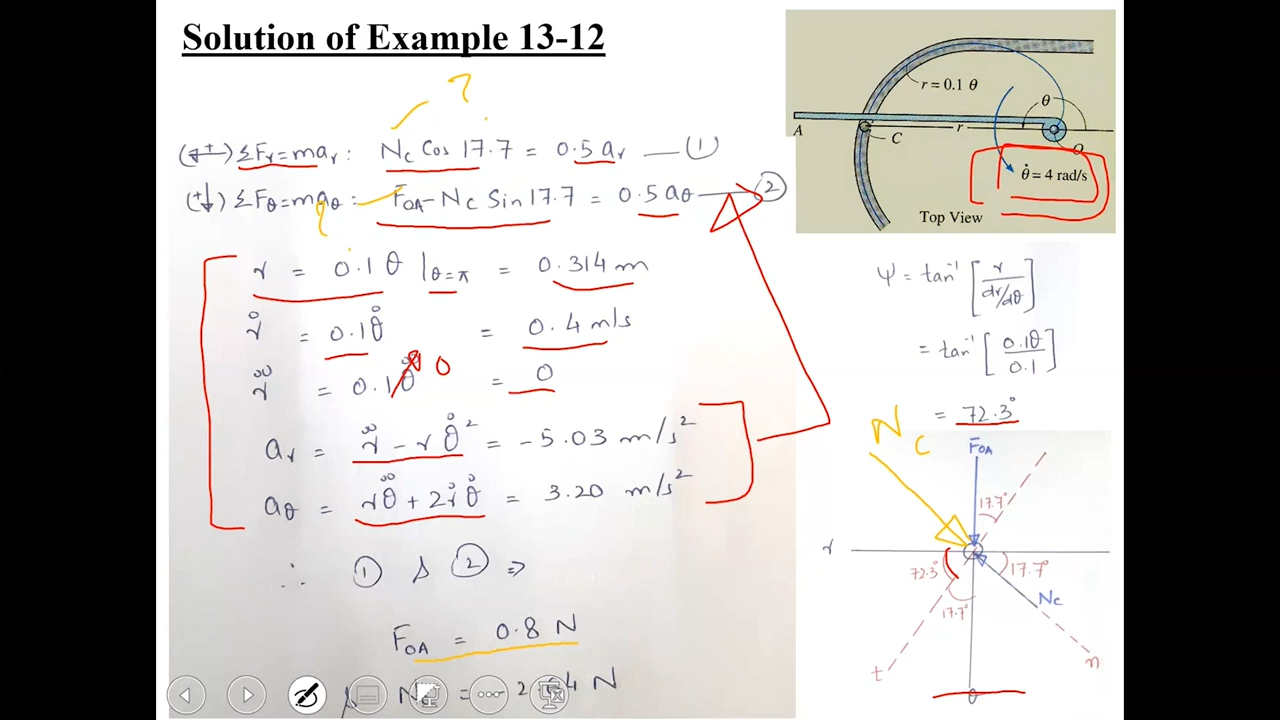 Solution of Example 13-12
?
(←+) ΣFr = mar : Nc Cos 17.7 = 0.5 ar — ①
(+↓) ΣFθ = maθ : FOA - Nc Sin 17.7 = 0.5 aθ — ②
?
r = 0.1 θ |θ=π = 0.314 m
ṙ = 0.1 θ̇ = 0.4 m/s
r̈ = 0.1 θ̈ 0 = 0
ar = r̈ - r θ̇² = -5.03 m/s²
aθ = rθ̈ + 2ṙθ̇ = 3.20 m/s²
∴ ① & ② ⇒
FOA = 0.8 N
N
r = 0.1 θ
θ
A
C
r
O
θ̇ = 4 rad/s
Top View
ψ = tan⁻¹ [ r / dr/dθ ]
= tan⁻¹ [ 0.1θ / 0.1 ]
= 72.3°
Nc
FOA
17.7°
r
72.3°
17.7°
17.7°
Nc
t
n
θ